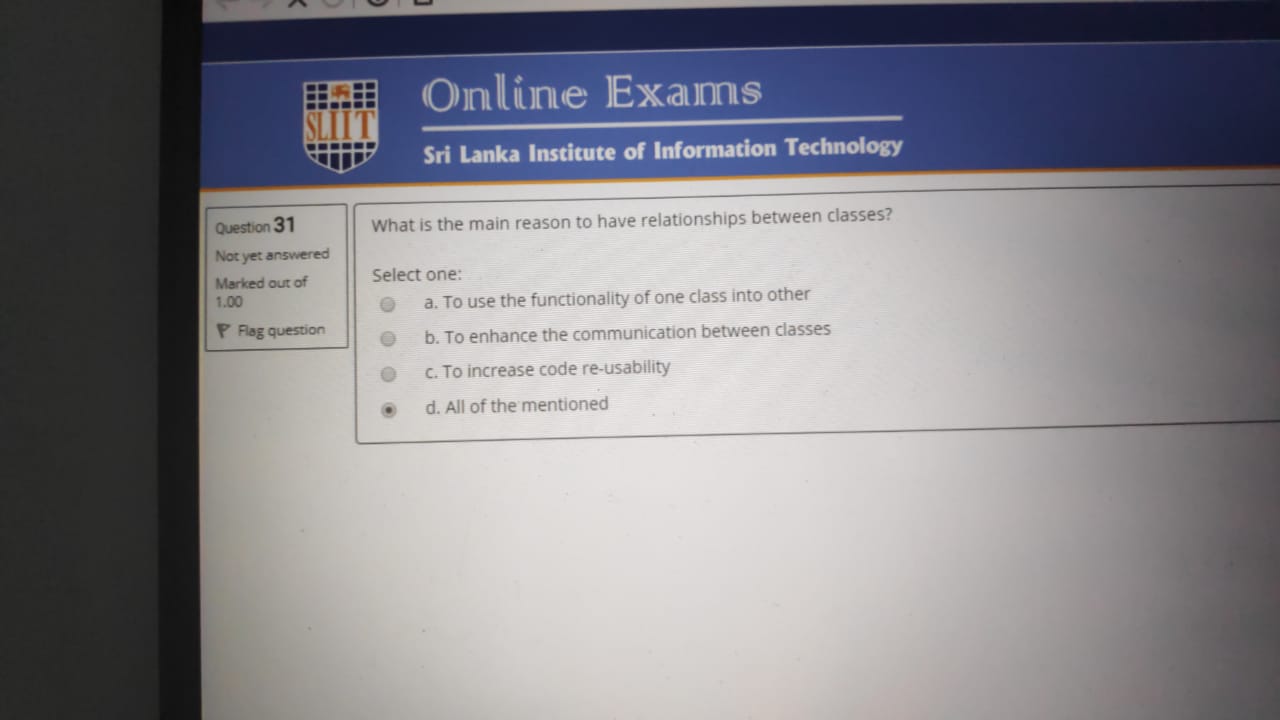 SLIIT
Online Exams
Sri Lanka Institute of Information Technology
Question 31
Not yet answered
Marked out of
1.00
Flag question
What is the main reason to have relationships between classes?
Select one:
a. To use the functionality of one class into other
b. To enhance the communication between classes
c. To increase code re-usability
d. All of the mentioned